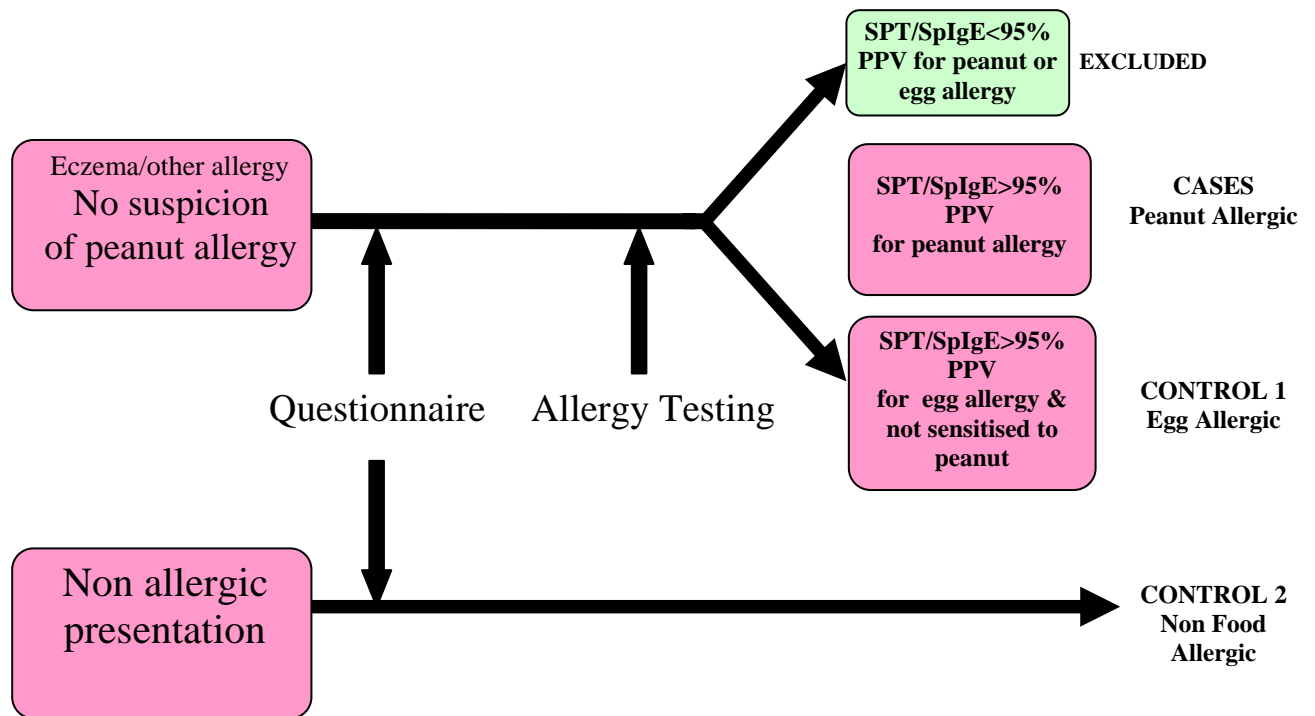 SPT/SpIgE<95%
PPV for peanut or
egg allergy
EXCLUDED
Eczema/other allergy
No suspicion
of peanut allergy
SPT/SpIgE>95%
PPV
for peanut allergy
CASES
Peanut Allergic
SPT/SpIgE>95%
PPV
for egg allergy &
not sensitised to
peanut
CONTROL 1
Egg Allergic
Questionnaire
Allergy Testing
Non allergic
presentation
CONTROL 2
Non Food
Allergic